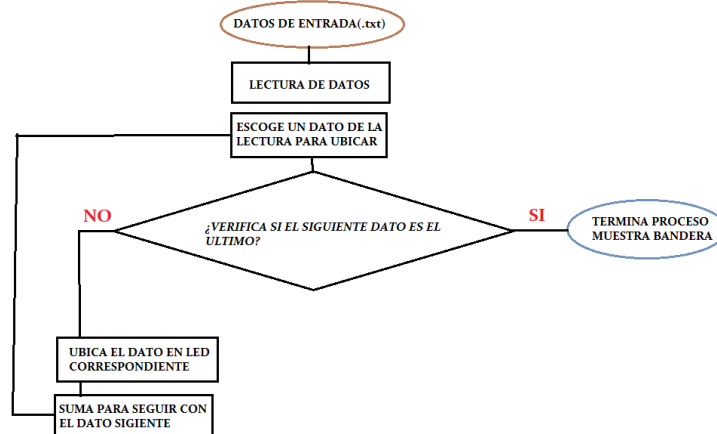 DATOS DE ENTRADA(.txt)
LECTURA DE DATOS
ESCOGE UN DATO DE LA
LECTURA PARA UBICAR
NO
¿VERIFICA SI EL SIGUIENTE DATO ES EL
ULTIMO?
SI
TERMINA PROCESO
MUESTRA BANDERA
UBICA EL DATO EN LED
CORRESPONDIENTE
SUMA PARA SEGUIR CON
EL DATO SIGIENTE